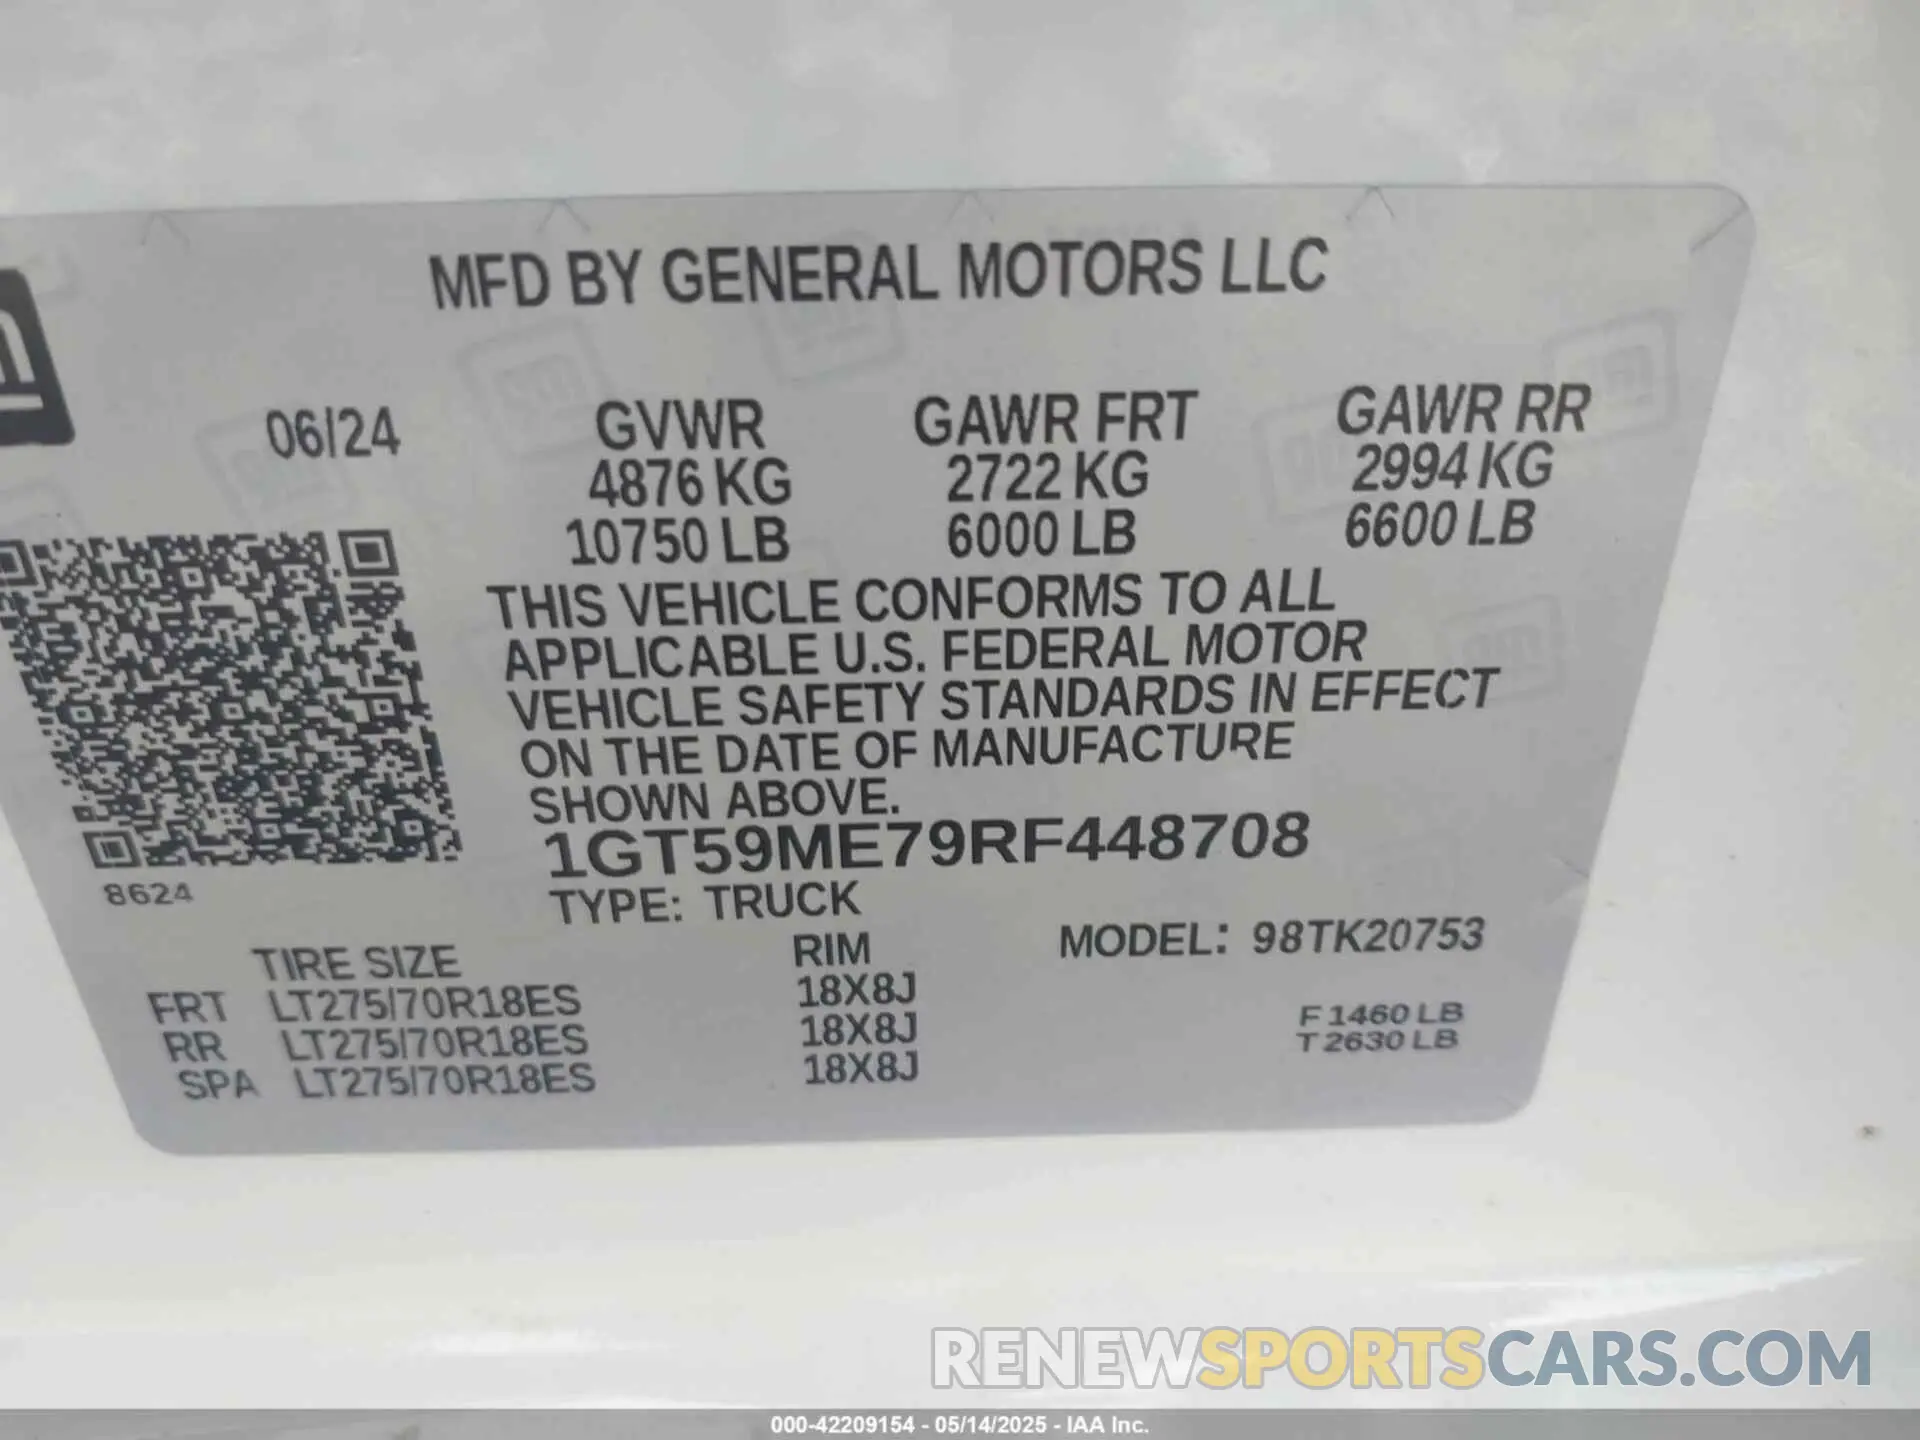 MFD BY GENERAL MOTORS LLC
06/24 GVWR GAWR FRT GAWR RR
4876 KG 2722 KG 2994 KG
10750 LB 6000 LB 6600 LB
THIS VEHICLE CONFORMS TO ALL
APPLICABLE U.S. FEDERAL MOTOR
VEHICLE SAFETY STANDARDS IN EFFECT
ON THE DATE OF MANUFACTURE
SHOWN ABOVE.
1GT59ME79RF448708
8624
TYPE: TRUCK
TIRE SIZE RIM MODEL: 98TK20753
FRT LT275/70R18ES 18X8J
RR LT275/70R18ES 18X8J
SPA LT275/70R18ES 18X8J
F 1460 LB
T 2630 LB
RENEWSPORTSCARS.COM
000-42209154 - 05/14/2025 - IAA Inc.